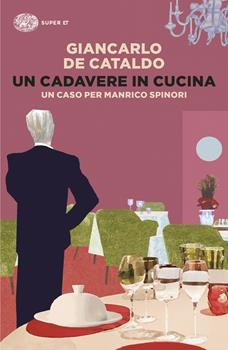 SUPER ET
GIANCARLO
DE CATALDO
UN CADAVERE IN CUCINA
UN CASO PER MANRICO SPINORI